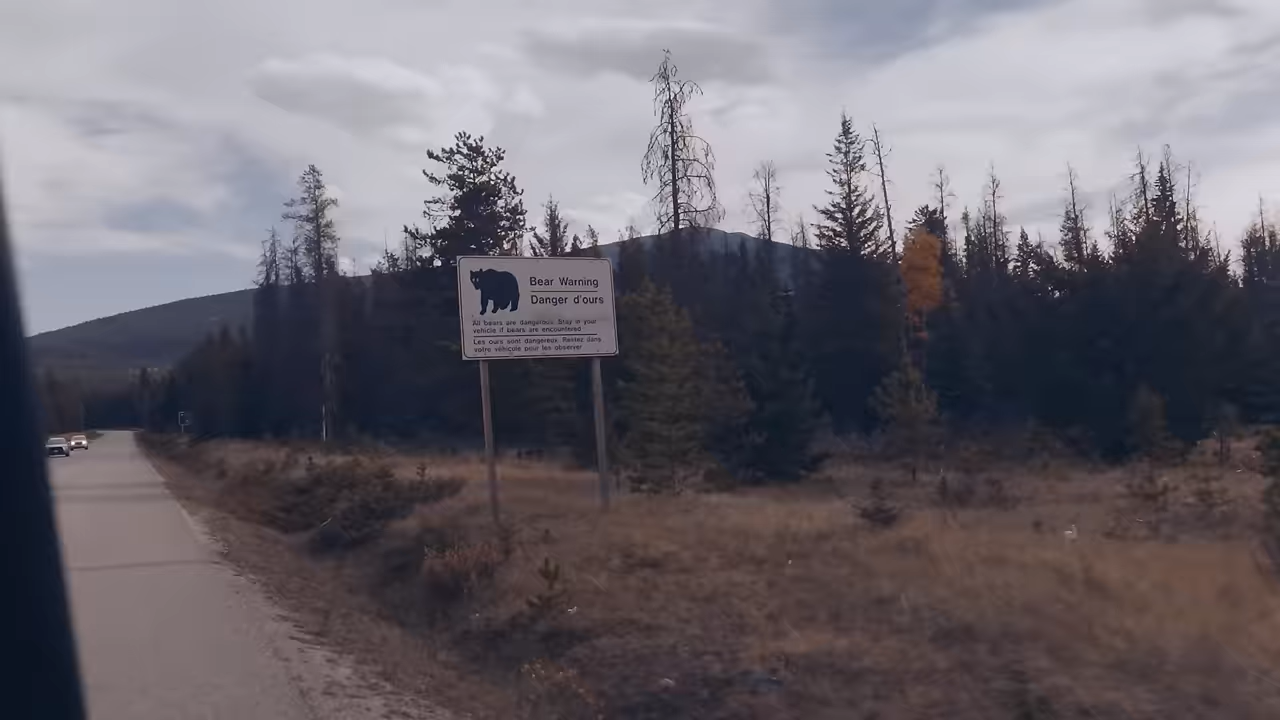 Bear Warning
Danger d'ours
All bears are dangerous. Stay in your
vehicle if bears are encountered
Les ours sont dangereux. Restez dans
votre véhicule pour les observer